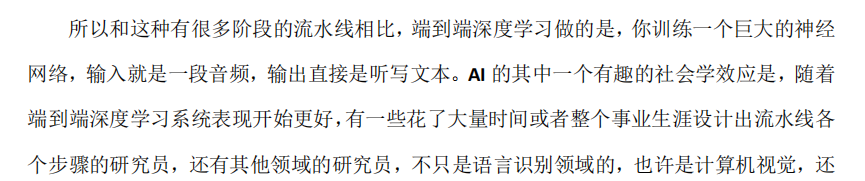 所以和这种有很多阶段的流水线相比，端到端深度学习做的是，你训练一个巨大的神经
网络，输入就是一段音频，输出直接是听写文本。AI 的其中一个有趣的社会学效应是，随着
端到端深度学习系统表现开始更好，有一些花了大量时间或者整个事业生涯设计出流水线各
个步骤的研究员，还有其他领域的研究员，不只是语言识别领域的，也许是计算机视觉，还